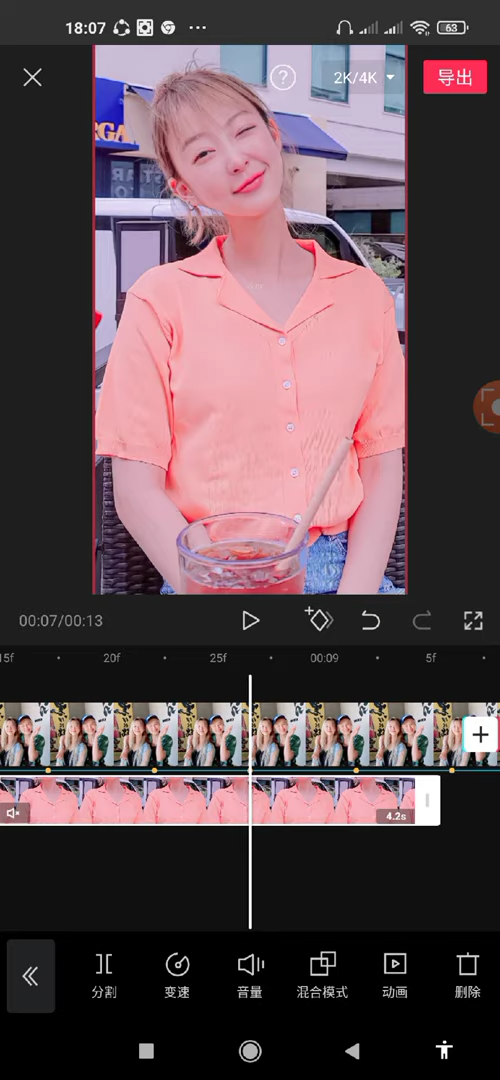 18:07
63
2K/4K
导出
RGA
00:07/00:13
15f
20f
25f
00:09
5f
4.2s
分割
变速
音量
混合模式
动画
删除